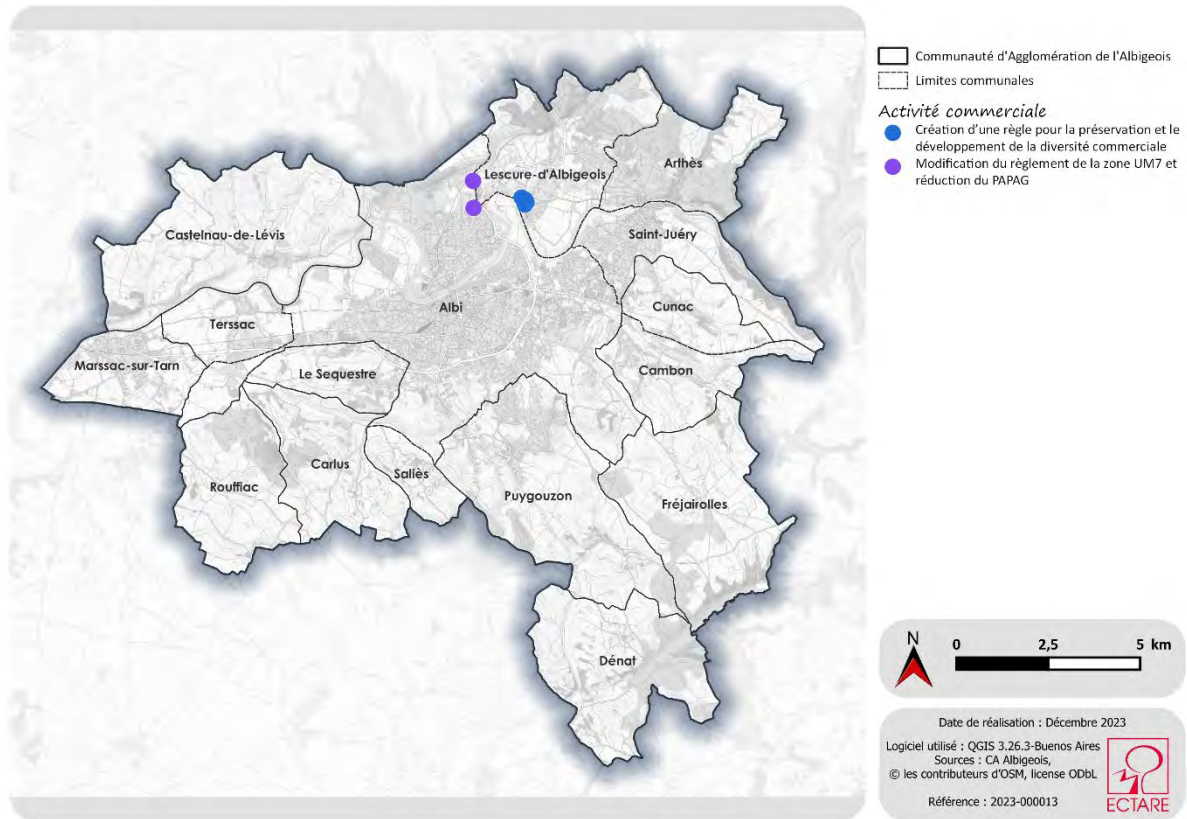 Communauté d'Agglomération de l'Albigeois
Limites communales
Activité commerciale
Création d'une règle pour la préservation et le
développement de la diversité commerciale
Modification du règlement de la zone UM7 et
réduction du PAPAG
Arthès
Lescure-d'Albigeois
Castelnau-de-Lévis
Saint-Juéry
Albi
Cunac
Terssac
Marssac-sur-Tarn
Le Sequestre
Cambon
Carlus
Saliès
Rouffiac
Puygouzon
Fréjairolles
Dénat
N
0 2,5 5 km
Date de réalisation : Décembre 2023
Logiciel utilisé : QGIS 3.26.3-Buenos Aires
Sources : CA Albigeois,
© les contributeurs d'OSM, license ODbL
Référence : 2023-000013
ECTARE